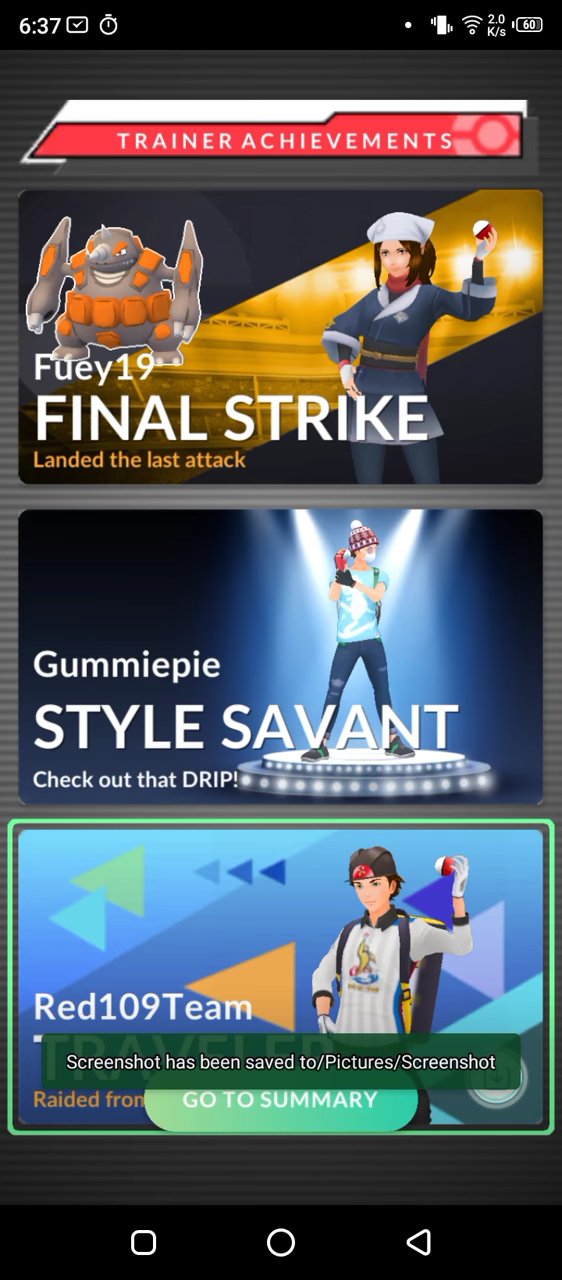 6:37
2.0
K/s
60
TRAINER ACHIEVEMENTS
Fuey19
FINAL STRIKE
Landed the last attack
Gummiepie
STYLE SAVANT
Check out that DRIP!
Red109Team
TRAVELER
Screenshot has been saved to/Pictures/Screenshot
Raided from
GO TO SUMMARY